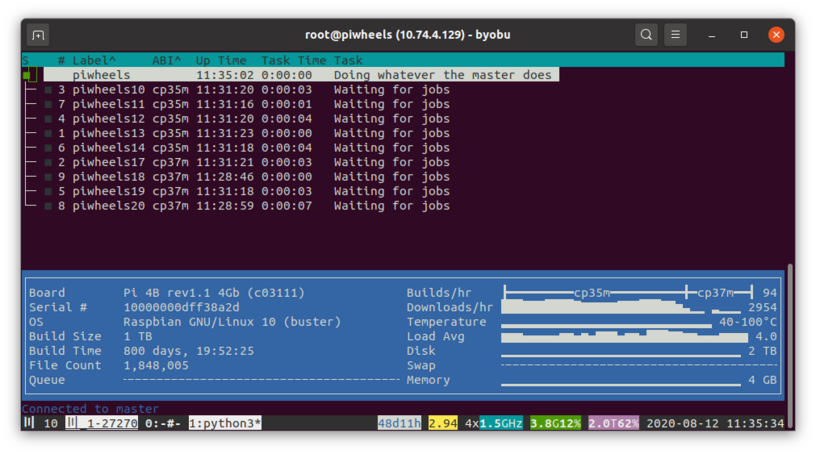 root@piwheels (10.74.4.129) - byobu
S # Label^ ABI^ Up Time Task Time Task
piwheels 11:35:02 0:00:00 Doing whatever the master does
3 piwheels10 cp35m 11:31:20 0:00:03 Waiting for jobs
7 piwheels11 cp35m 11:31:16 0:00:01 Waiting for jobs
4 piwheels12 cp35m 11:31:20 0:00:04 Waiting for jobs
1 piwheels13 cp35m 11:31:23 0:00:00 Waiting for jobs
6 piwheels14 cp35m 11:31:18 0:00:04 Waiting for jobs
2 piwheels17 cp37m 11:31:21 0:00:03 Waiting for jobs
9 piwheels18 cp37m 11:28:46 0:00:00 Waiting for jobs
5 piwheels19 cp37m 11:31:18 0:00:03 Waiting for jobs
8 piwheels20 cp37m 11:28:59 0:00:07 Waiting for jobs
Board Pi 4B rev1.1 4Gb (c03111) Builds/hr cp35m cp37m 94
Serial # 10000000dff38a2d Downloads/hr 2954
OS Raspbian GNU/Linux 10 (buster) Temperature 40-100°C
Build Size 1 TB Load Avg 4.0
Build Time 800 days, 19:52:25 Disk 2 TB
File Count 1,848,005 Swap
Queue Memory 4 GB
Connected to master
10 1-27270 0:-#- 1:python3* 48d11h 2.94 4x1.5GHz 3.8G12% 2.0T62% 2020-08-12 11:35:34